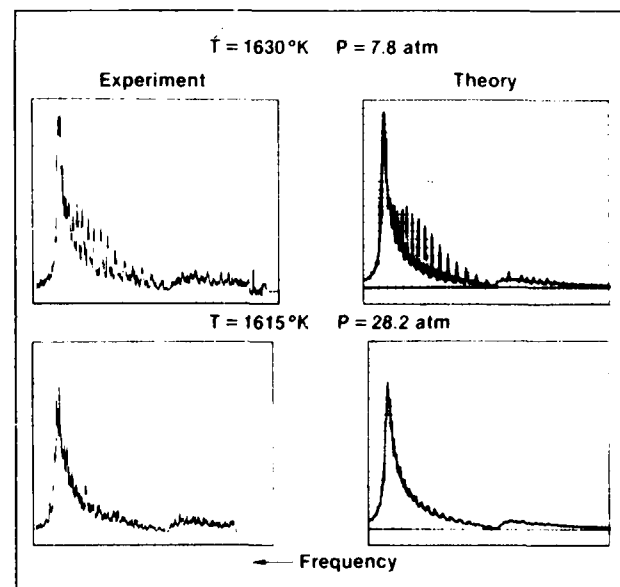 T = 1630°K P = 7.8 atm
Experiment Theory
T = 1615°K P = 28.2 atm
← Frequency